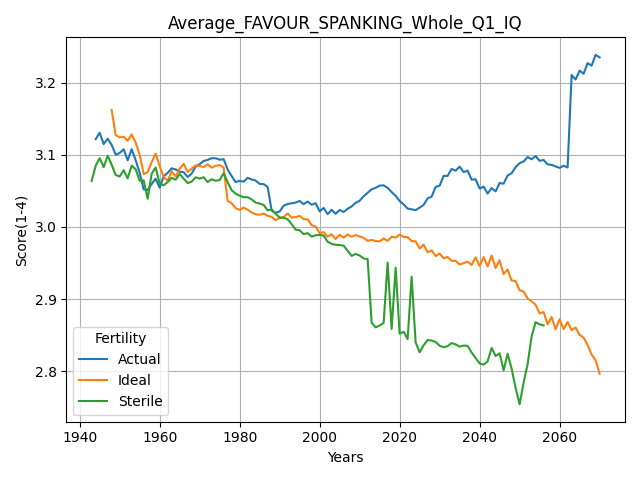 Average_FAVOUR_SPANKING_Whole_Q1_IQ
Score(1-4)
3.2
3.1
3.0
2.9
2.8
Fertility
Actual
Ideal
Sterile
1940 1960 1980 2000 2020 2040 2060
Years